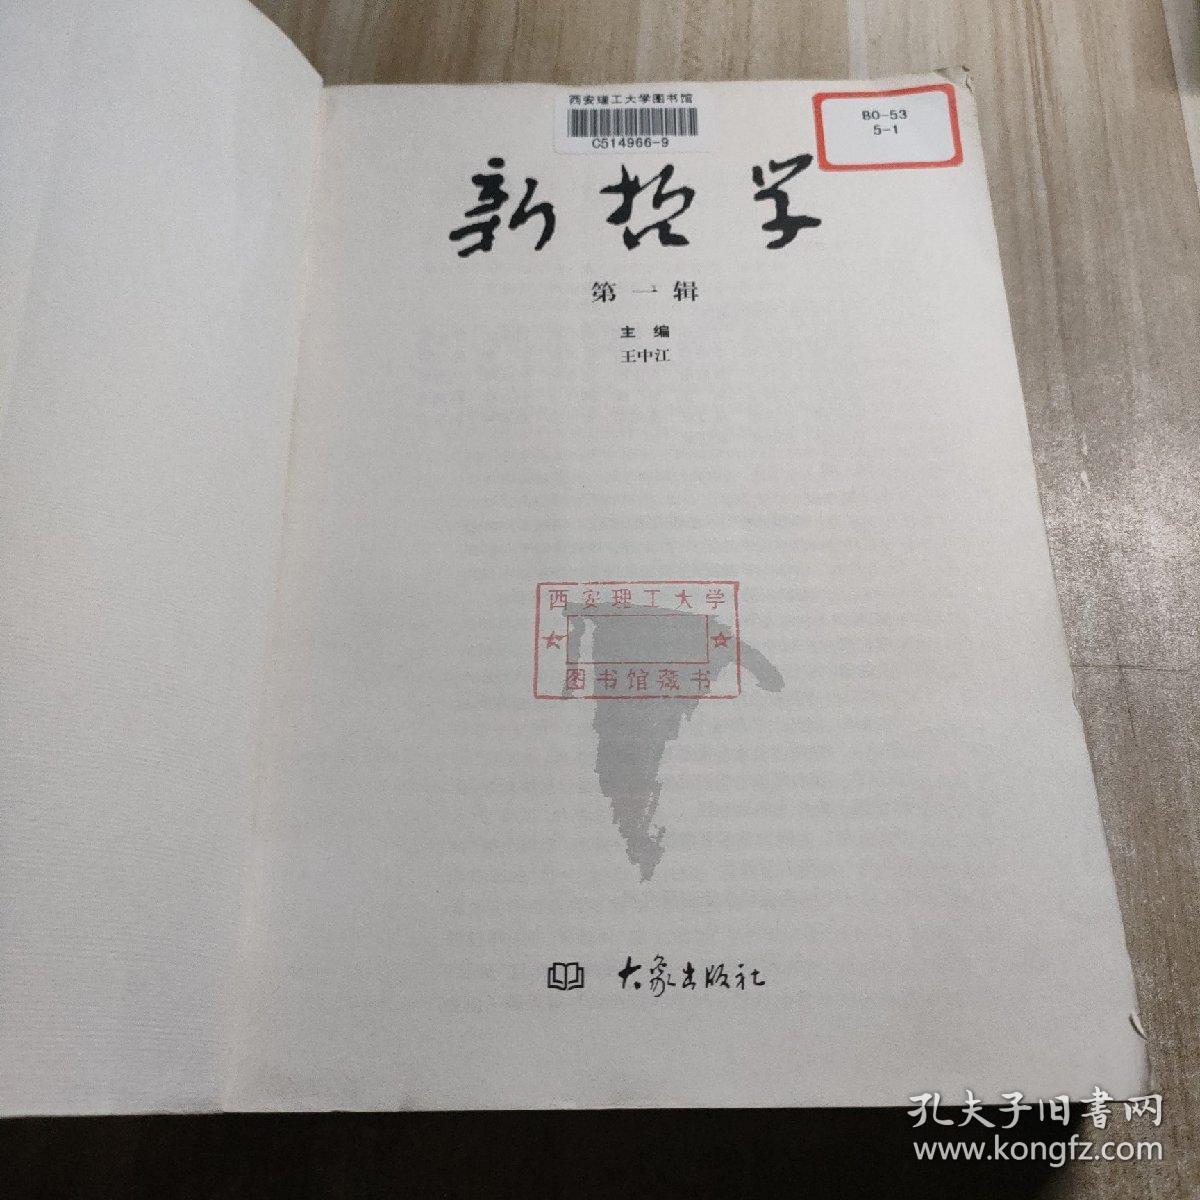 西安理工大学图书馆
C514966-9
B0-53
5-1
新哲学
第一辑
主编
王中江
西安理工大学
图书馆藏书
大象出版社
孔夫子旧书网
www.kongfz.com